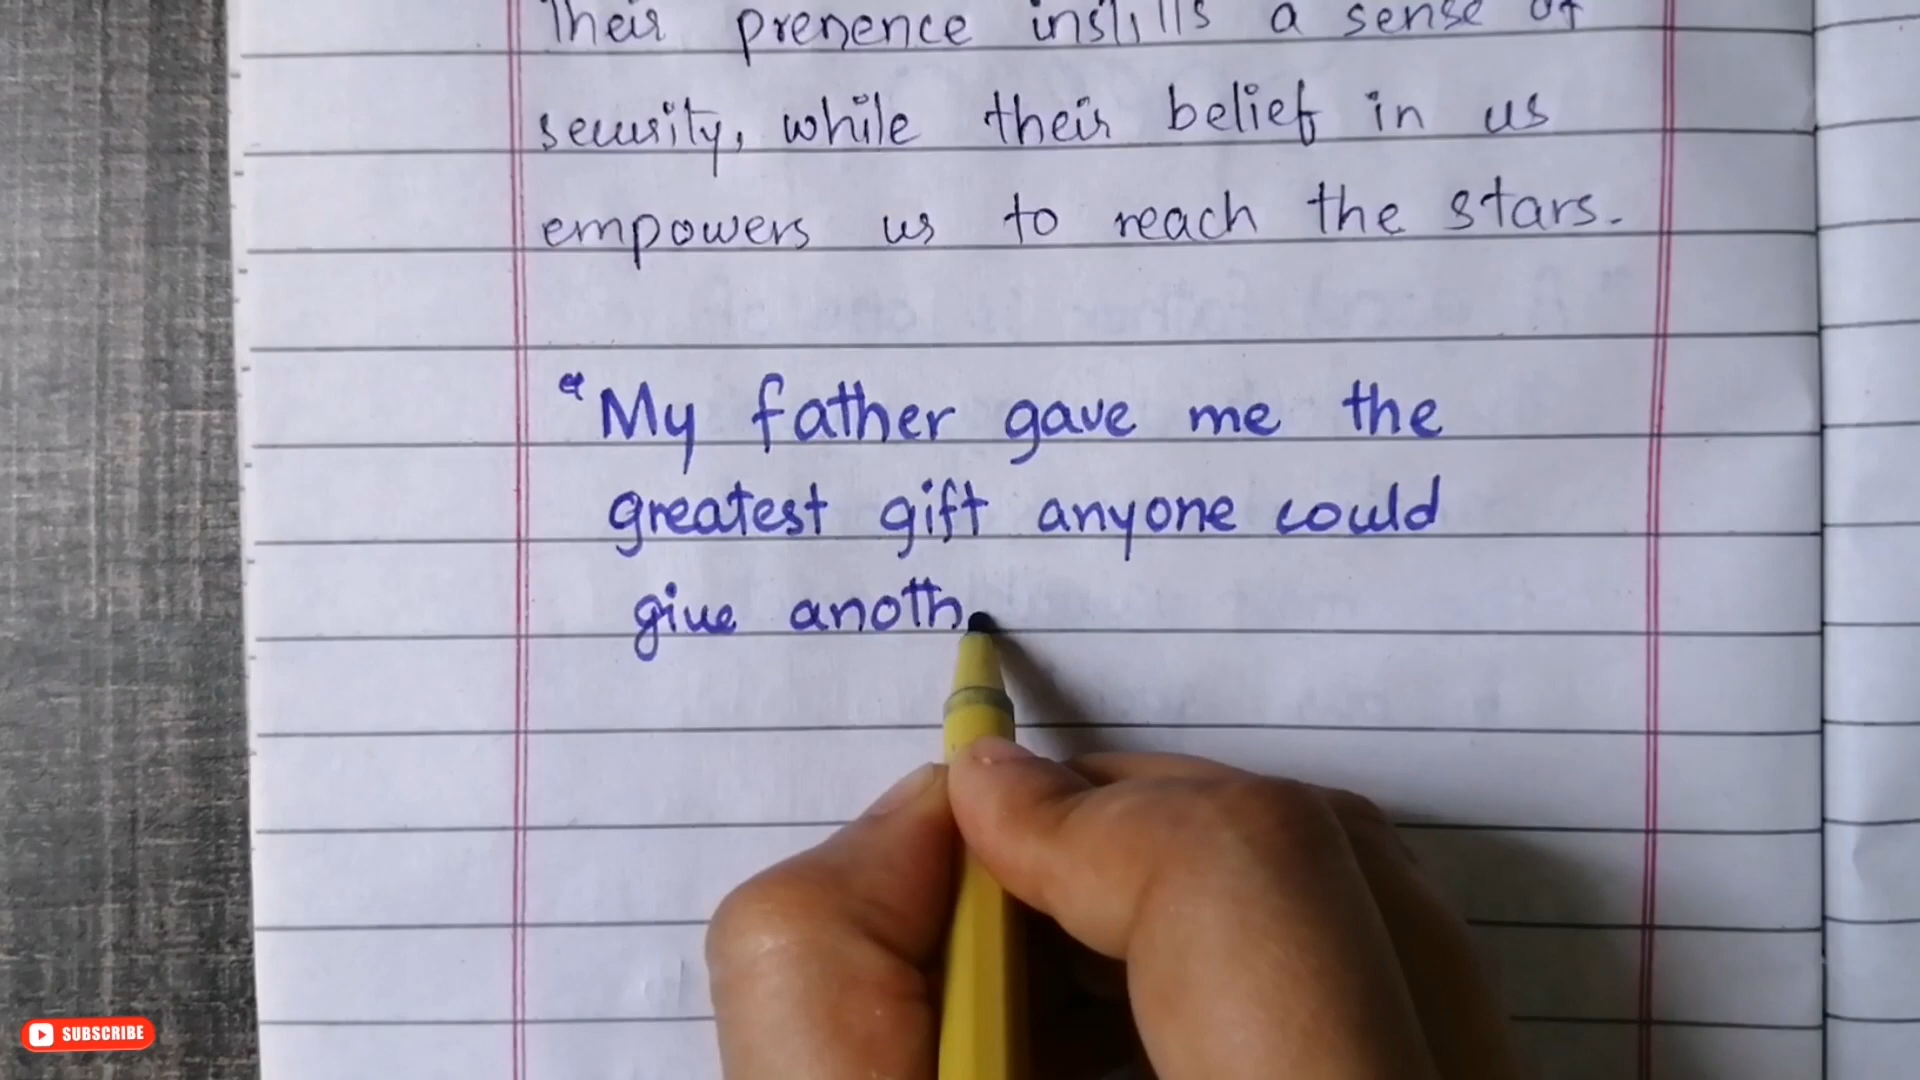 Their presence instills a sense of
security, while their belief in us
empowers us to reach the stars.
"My father gave me the
greatest gift anyone could
give anoth
SUBSCRIBE